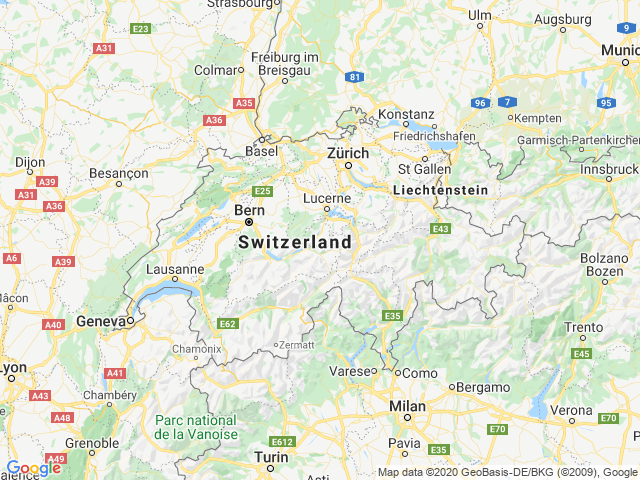 Strasbourg
E23
Ulm
Augsburg
9
A31
Freiburg im
Breisgau
Munic
Colmar
81
A35
96
7
95
A36
Konstanz
Kempten
Friedrichshafen
Garmisch-Partenkirchen
Basel
Zürich
Dijon
St Gallen
Innsbruck
A39
Besançon
A31
E25
Liechtenstein
A36
Lucerne
Bern
E43
Switzerland
A6
A39
Bolzano
Bozen
Lausanne
Mâcon
A40
Geneva
E62
E35
Trento
Zermatt
E45
Chamonix
Lyon
A41
Varese
Como
A43
Chambéry
Bergamo
A48
Milan
Verona
E70
Parc national
de la Vanoise
E70
Grenoble
E612
Pavia
E35
A49
Turin
Google
valence
Asti
Map data ©2020 GeoBasis-DE/BKG (©2009), Google